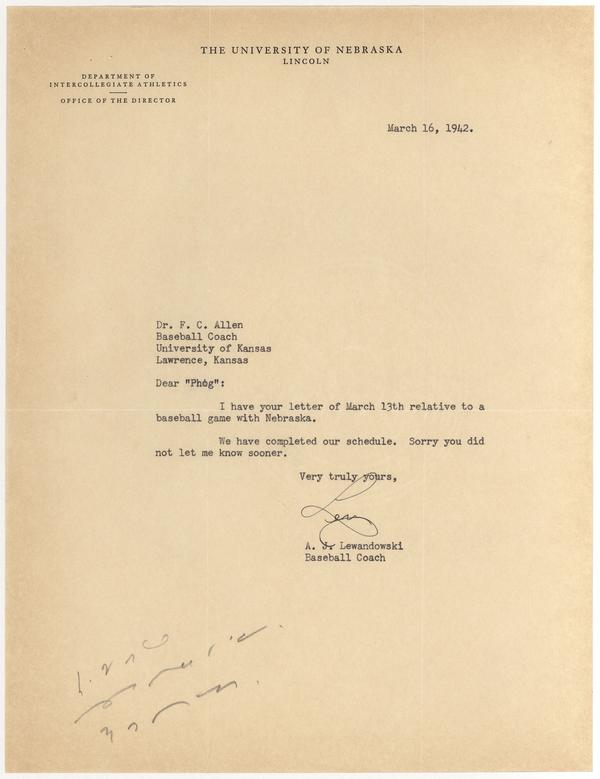 THE UNIVERSITY OF NEBRASKA
LINCOLN
DEPARTMENT OF
INTERCOLLEGIATE ATHLETICS
OFFICE OF THE DIRECTOR
March 16, 1942.
Dr. F. C. Allen
Baseball Coach
University of Kansas
Lawrence, Kansas
Dear "Phog":
I have your letter of March 13th relative to a
baseball game with Nebraska.
We have completed our schedule.  Sorry you did
not let me know sooner.
Very truly yours,
Lew
A. J. Lewandowski
Baseball Coach